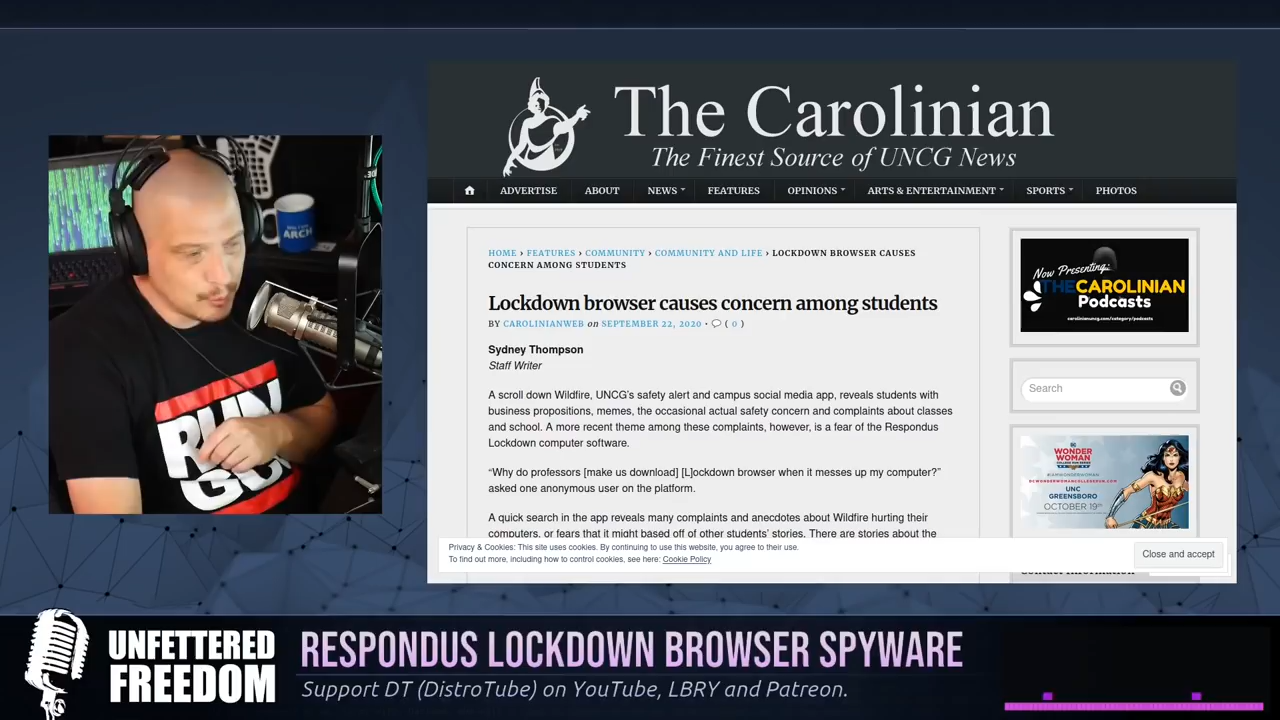 The Carolinian
The Finest Source of UNCG News
ADVERTISE ABOUT NEWS FEATURES OPINIONS ARTS & ENTERTAINMENT SPORTS PHOTOS
HOME › FEATURES › COMMUNITY › COMMUNITY AND LIFE › LOCKDOWN BROWSER CAUSES
CONCERN AMONG STUDENTS
Lockdown browser causes concern among students
BY CAROLINIANWEB on SEPTEMBER 22, 2020 • ( 0 )
Sydney Thompson
Staff Writer
A scroll down Wildfire, UNCG's safety alert and campus social media app, reveals students with
business propositions, memes, the occasional actual safety concern and complaints about classes
and school. A more recent theme among these complaints, however, is a fear of the Respondus
Lockdown computer software.
“Why do professors [make us download] [L]ockdown browser when it messes up my computer?”
asked one anonymous user on the platform.
A quick search in the app reveals many complaints and anecdotes about Wildfire hurting their
computers, or fears that it might based off of other students’ stories. There are stories about the
Privacy & Cookies: This site uses cookies. By continuing to use this website, you agree to their use.
To find out more, including how to control cookies, see here: Cookie Policy
Close and accept
Now Presenting:
THE CAROLINIAN
Podcasts
carolinianuncg.com/category/podcasts
Search
WONDER
WOMAN
UNC
GREENSBORO
OCTOBER 19th
Contact Information
ARCH
RUN
GNU
UNFETTERED
FREEDOM
RESPONDUS LOCKDOWN BROWSER SPYWARE
Support DT (DistroTube) on YouTube, LBRY and Patreon.